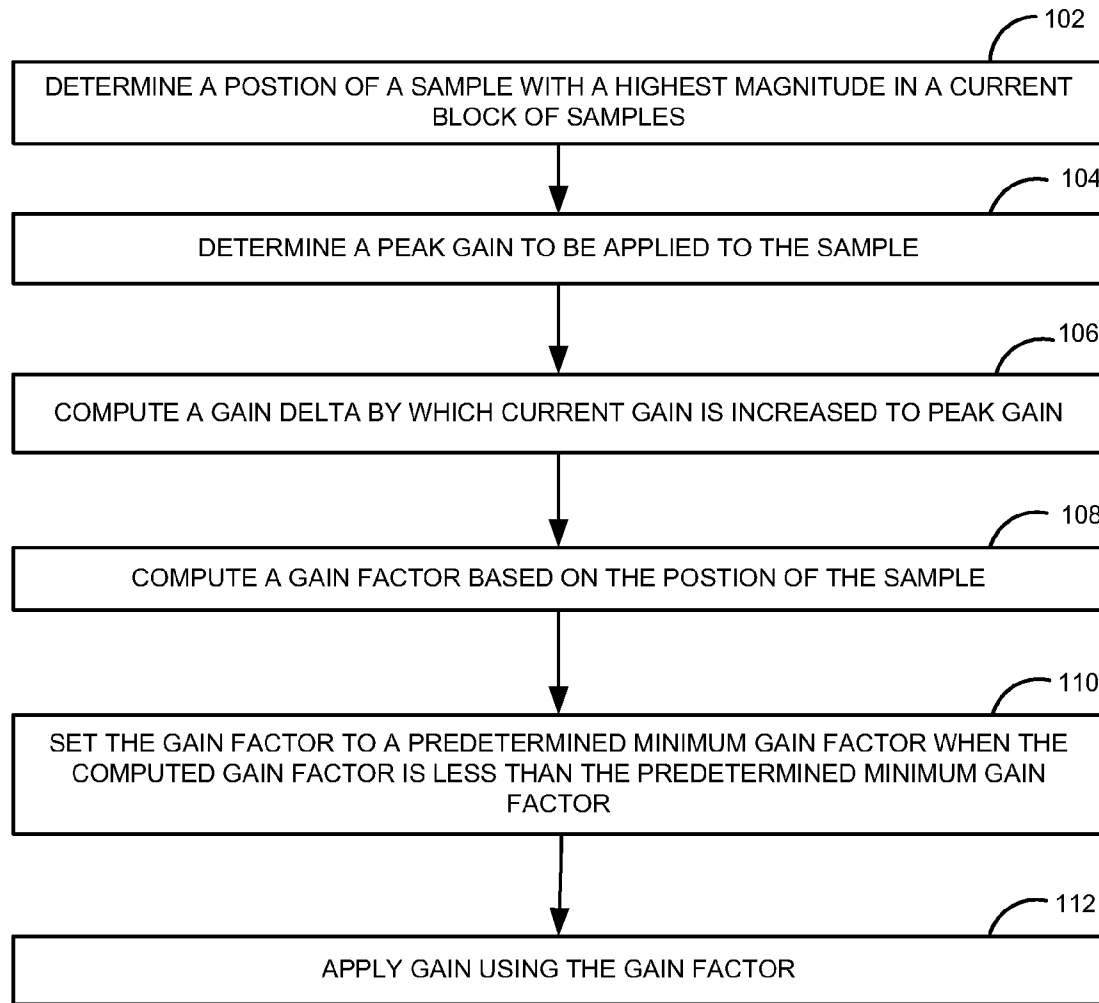 102
DETERMINE A POSTION OF A SAMPLE WITH A HIGHEST MAGNITUDE IN A CURRENT
BLOCK OF SAMPLES
104
DETERMINE A PEAK GAIN TO BE APPLIED TO THE SAMPLE
106
COMPUTE A GAIN DELTA BY WHICH CURRENT GAIN IS INCREASED TO PEAK GAIN
108
COMPUTE A GAIN FACTOR BASED ON THE POSTION OF THE SAMPLE
110
SET THE GAIN FACTOR TO A PREDETERMINED MINIMUM GAIN FACTOR WHEN THE
COMPUTED GAIN FACTOR IS LESS THAN THE PREDETERMINED MINIMUM GAIN
FACTOR
112
APPLY GAIN USING THE GAIN FACTOR